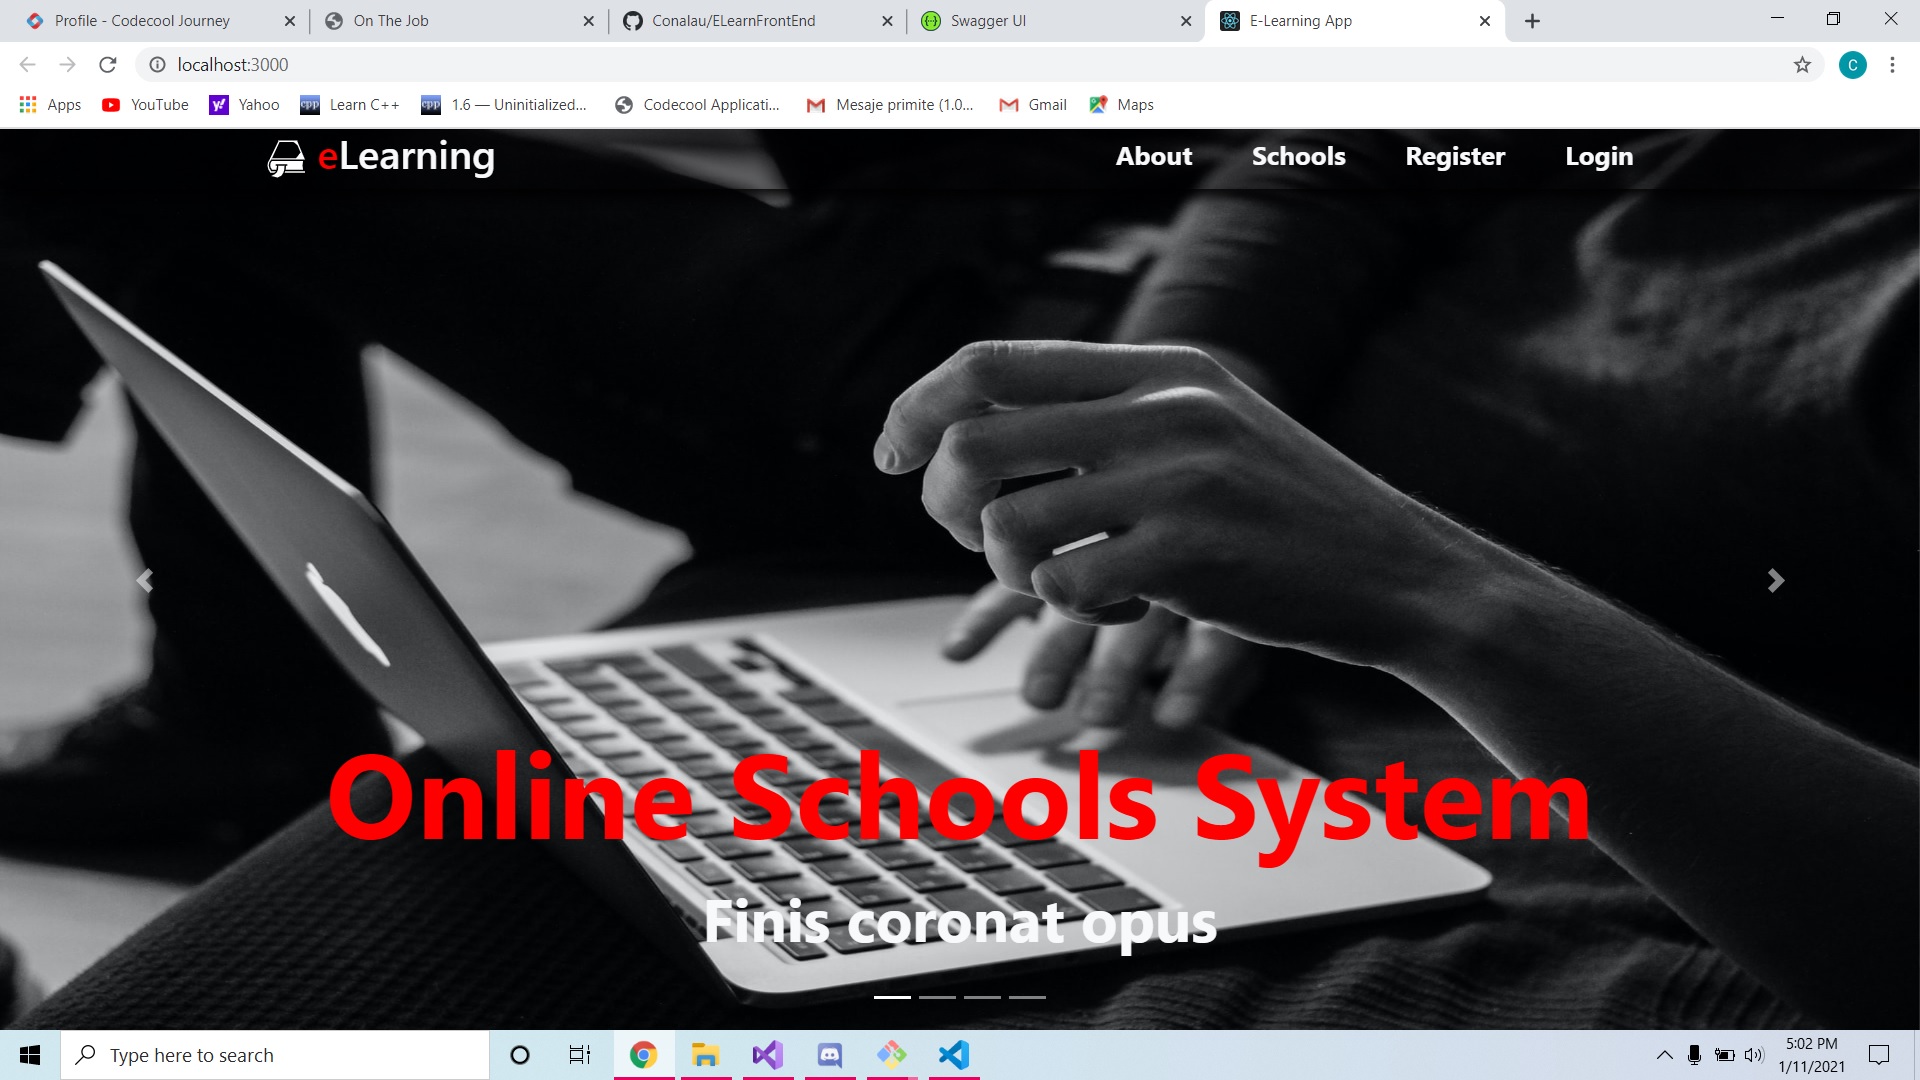 Profile - Codecool Journey
On The Job
Conalau/ELearnFrontEnd
Swagger UI
E-Learning App
localhost:3000
C
Apps
YouTube
Yahoo
Learn C++
1.6 — Uninitialized...
Codecool Applicati...
Mesaje primite (1.0...
Gmail
Maps
eLearning
About
Schools
Register
Login
Online Schools System
Finis coronat opus
Type here to search
5:02 PM
1/11/2021